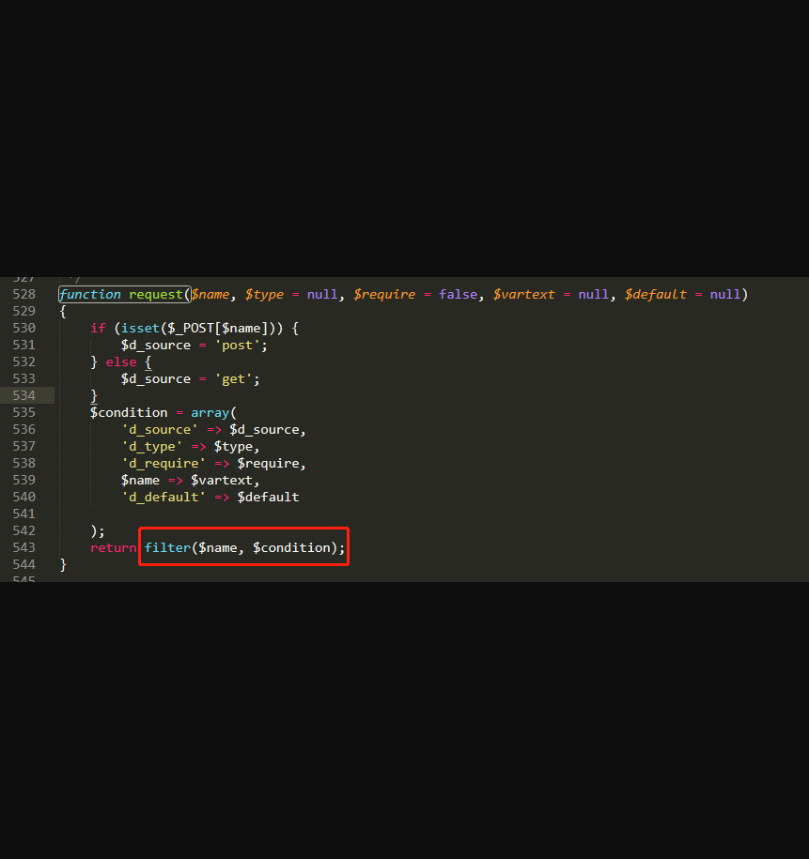 527 */
528 function request($name, $type = null, $require = false, $vartext = null, $default = null)
529 {
530 if (isset($_POST[$name])) {
531 $d_source = 'post';
532 } else {
533 $d_source = 'get';
534 }
535 $condition = array(
536 'd_source' => $d_source,
537 'd_type' => $type,
538 'd_require' => $require,
539 $name => $vartext,
540 'd_default' => $default
541
542 );
543 return filter($name, $condition);
544 }
545